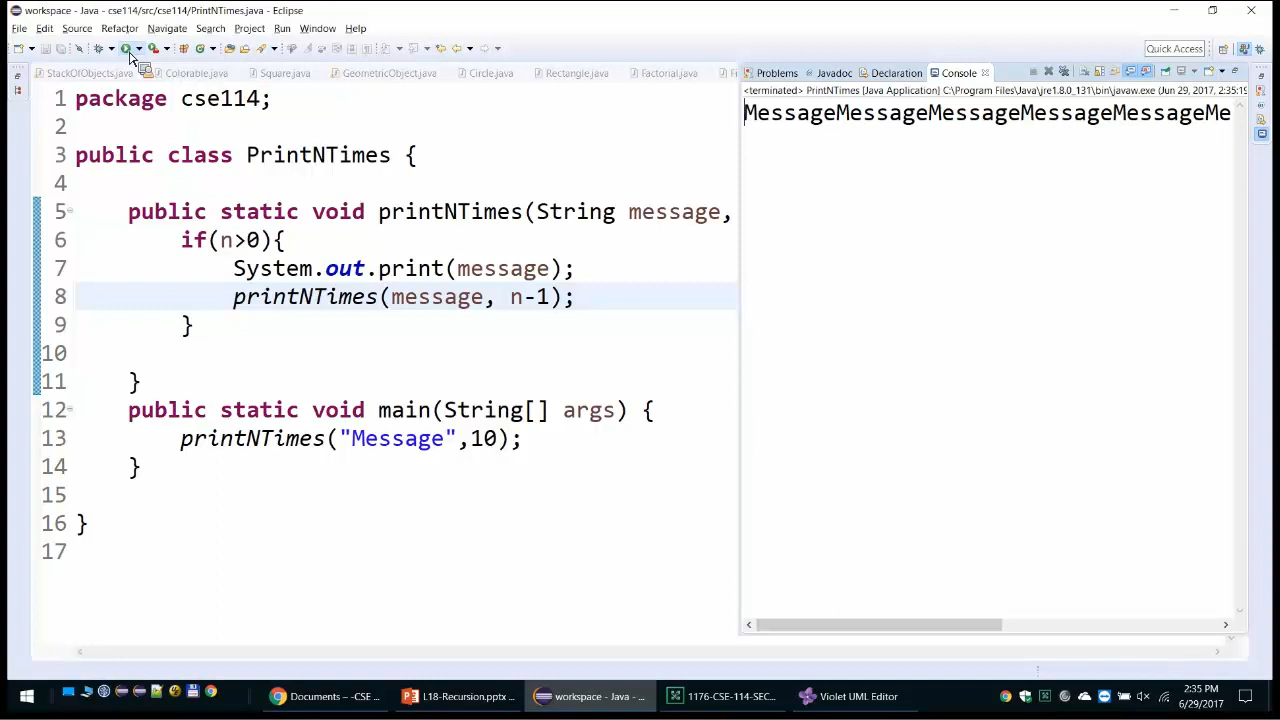 workspace - Java - cse114/src/cse114/PrintNTimes.java - Eclipse
File Edit Source Refactor Navigate Search Project Run Window Help
Quick Access
StackOfObjects.java Colorable.java Square.java GeometricObject.java Circle.java Factorial.java
Problems Javadoc Declaration Console
<terminated> PrintNTimes [Java Application] C:\Program Files\Java\jre1.8.0_131\bin\javaw.exe (Jun 29, 2017, 2:35:19
MessageMessageMessageMessageMessageMe
1 package cse114;
2
3 public class PrintNTimes {
4
5 public static void printNTimes(String message,
6 if(n>0){
7 System.out.print(message);
8 printNTimes(message, n-1);
9 }
10
11 }
12 public static void main(String[] args) {
13 printNTimes("Message",10);
14 }
15
16 }
17
Documents – -CSE ... L18-Recursion.pptx ... workspace - Java - ... 1176-CSE-114-SEC... Violet UML Editor
2:35 PM
6/29/2017